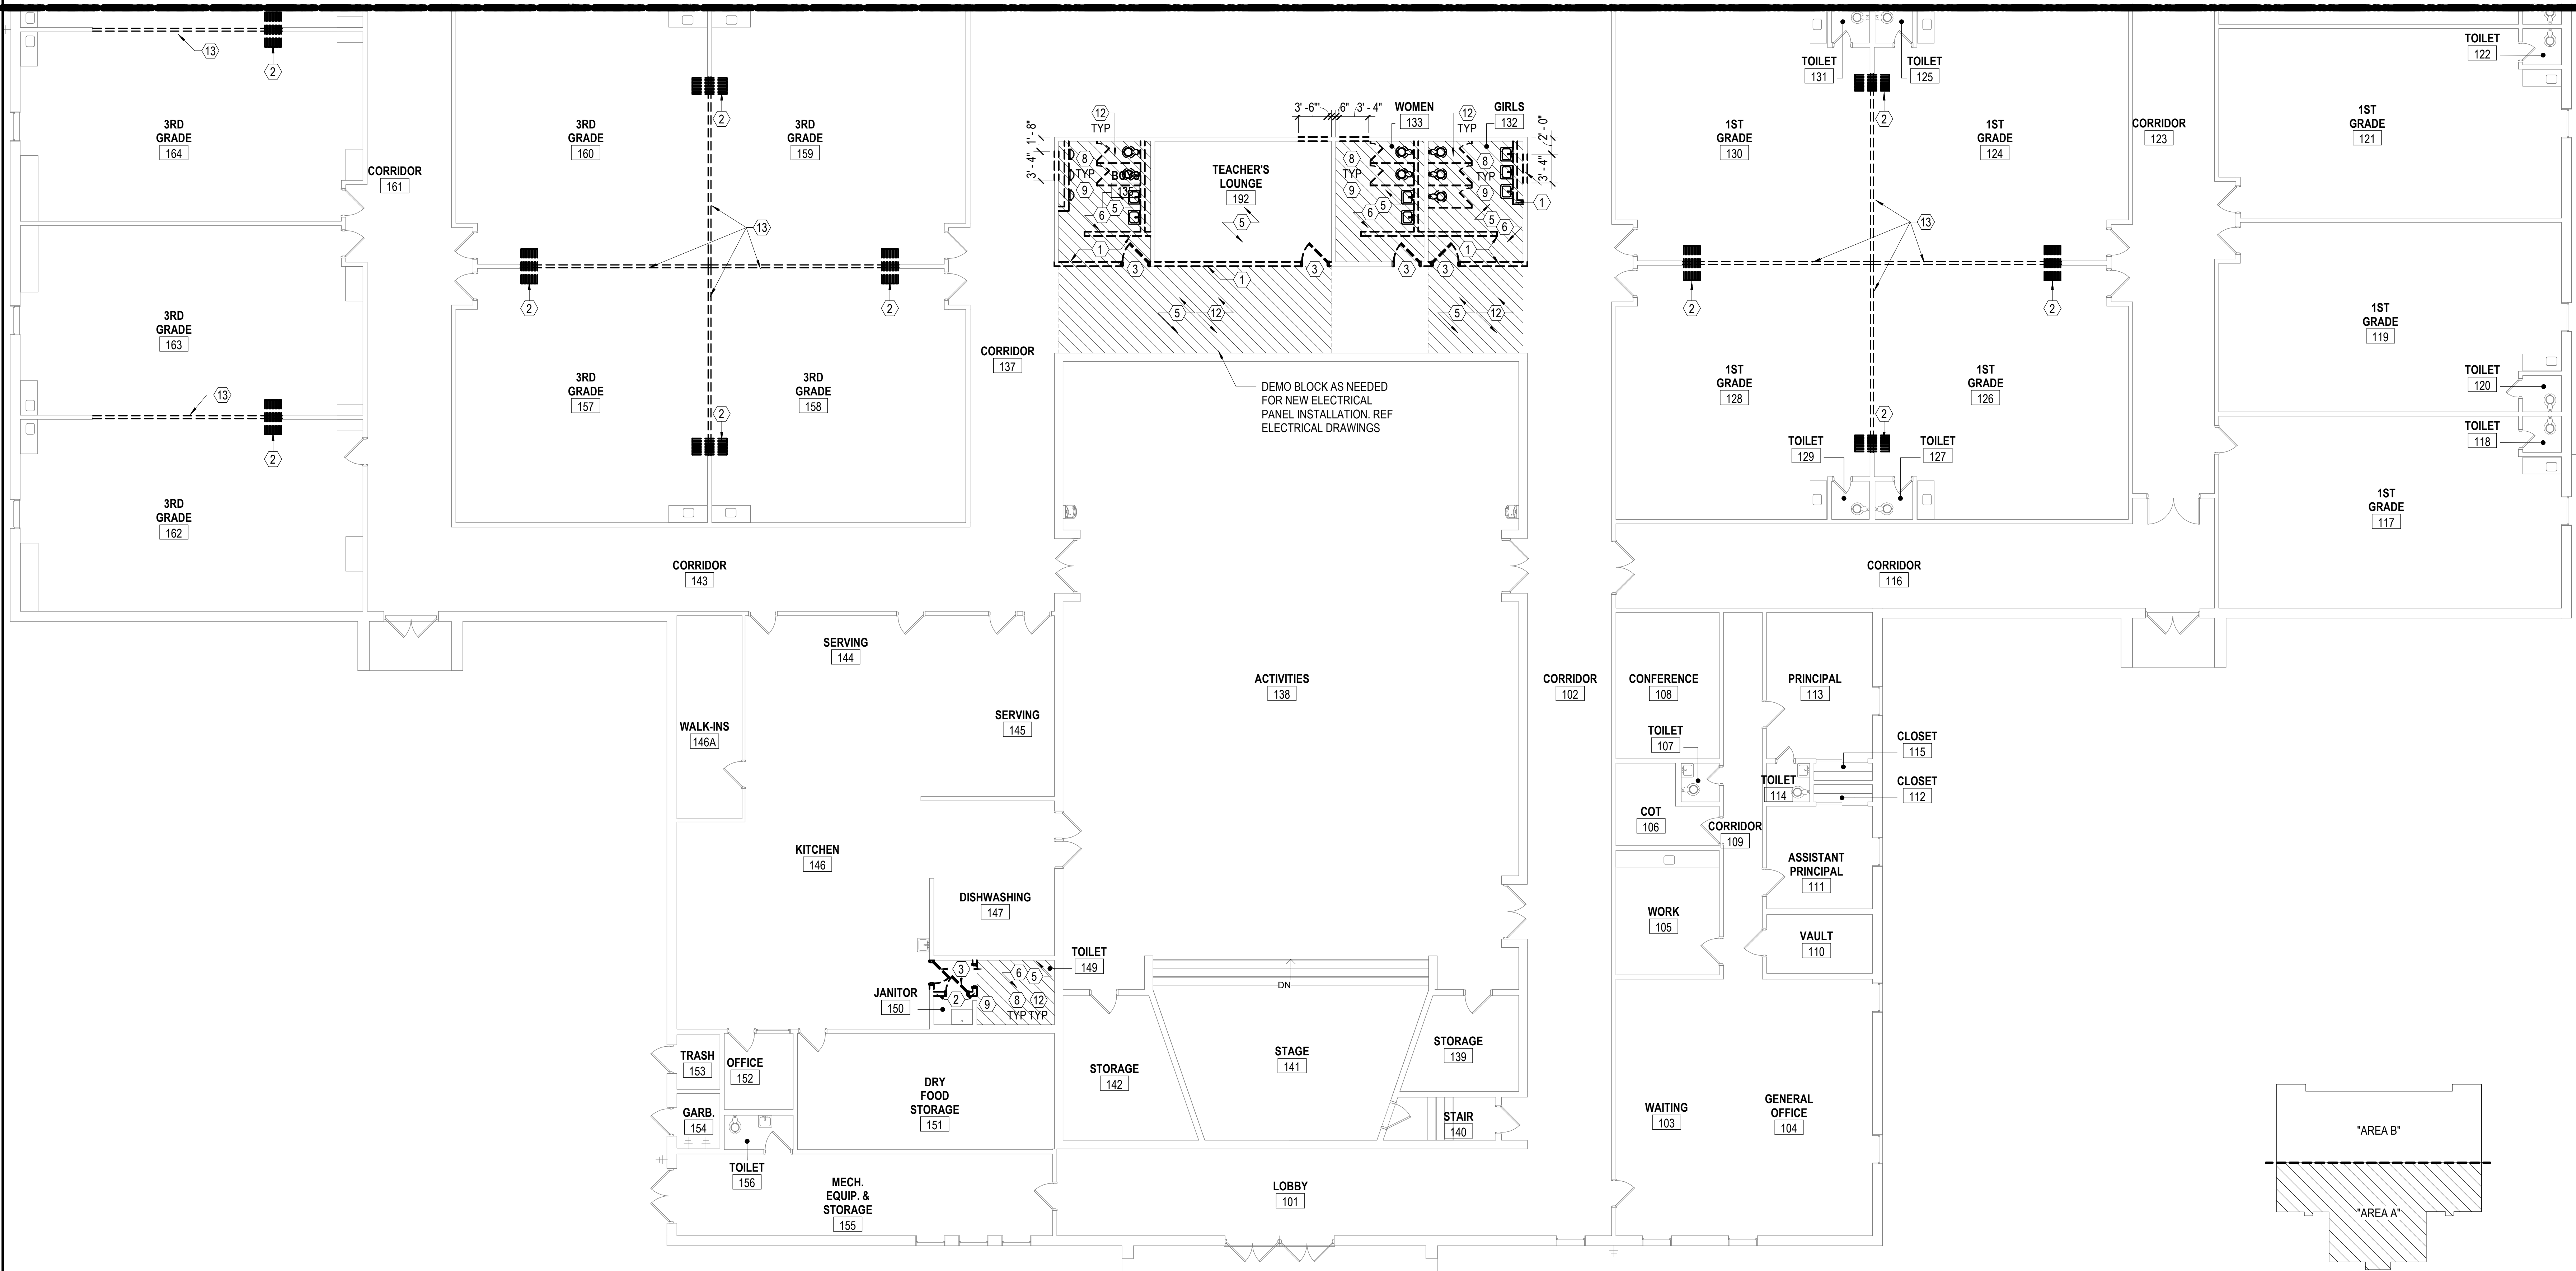 13
2
3RD
GRADE
164
CORRIDOR
161
3RD
GRADE
160
2
3RD
GRADE
159
13
2
2
3RD
GRADE
163
13
2
3RD
GRADE
162
3RD
GRADE
157
3RD
GRADE
158
2
CORRIDOR
137
CORRIDOR
143
1' - 8"
3' - 4"
12
TYP
8
TYP
9
5
6
1
3
TEACHER'S
LOUNGE
192
5
3' - 6"
6"
3' - 4"
WOMEN
133
12
TYP
GIRLS
132
2' - 0"
3' - 4"
8
TYP
9
5
6
8
TYP
9
5
6
1
1
3
3
3
1
5
12
5
12
DEMO BLOCK AS NEEDED
FOR NEW ELECTRICAL
PANEL INSTALLATION. REF
ELECTRICAL DRAWINGS
TOILET
131
TOILET
125
2
1ST
GRADE
130
1ST
GRADE
124
13
2
2
1ST
GRADE
128
1ST
GRADE
126
2
TOILET
129
TOILET
127
CORRIDOR
123
1ST
GRADE
121
TOILET
122
1ST
GRADE
119
TOILET
120
TOILET
118
1ST
GRADE
117
CORRIDOR
116
SERVING
144
SERVING
145
WALK-INS
146A
KITCHEN
146
DISHWASHING
147
TOILET
149
3
6
5
2
9
8
TYP
12
TYP
JANITOR
150
TRASH
153
OFFICE
152
DRY
FOOD
STORAGE
151
GARB.
154
TOILET
156
MECH.
EQUIP. &
STORAGE
155
ACTIVITIES
138
DN
STORAGE
142
STAGE
141
STORAGE
139
STAIR
140
LOBBY
101
CORRIDOR
102
CONFERENCE
108
PRINCIPAL
113
TOILET
107
CLOSET
115
TOILET
114
CLOSET
112
COT
106
CORRIDOR
109
ASSISTANT
PRINCIPAL
111
WORK
105
VAULT
110
WAITING
103
GENERAL
OFFICE
104
"AREA B"
"AREA A"